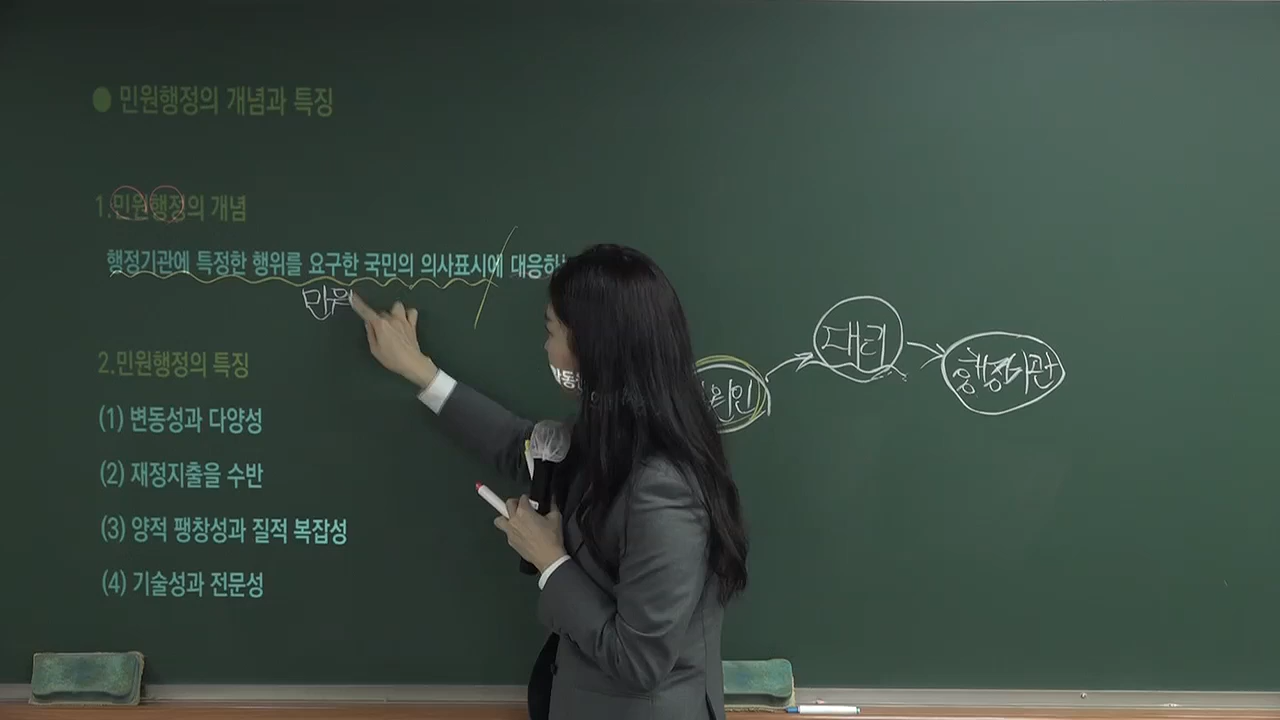 ● 민원행정의 개념과 특징
1.민원행정의 개념
행정기관에 특정한 행위를 요구한 국민의 의사표시에 대응하
민원
대리
행정기관
2.민원행정의 특징
(1) 변동성과 다양성
(2) 재정지출을 수반
(3) 양적 팽창성과 질적 복잡성
(4) 기술성과 전문성